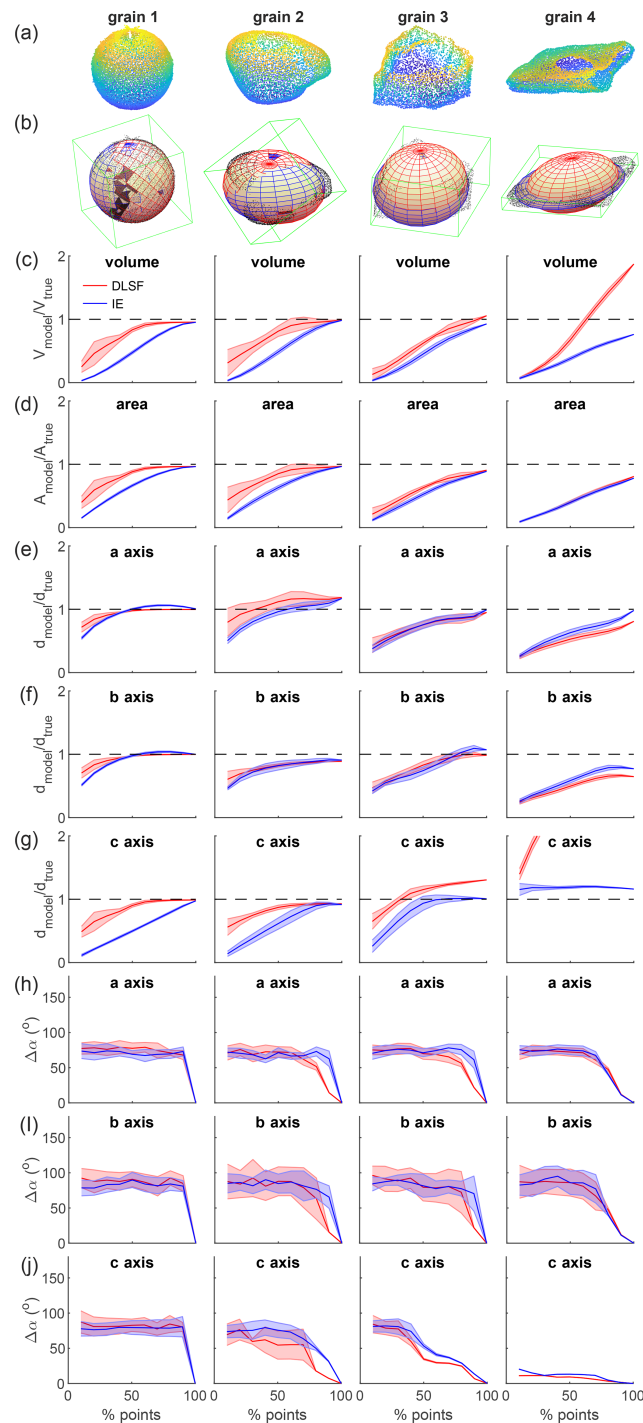 grain 1 grain 2 grain 3 grain 4
(a)
(b)
(c) volume volume volume volume
2 1 0
V_model/V_true
DLSF
IE
(d) area area area area
2 1 0
A_model/A_true
(e) a axis a axis a axis a axis
2 1 0
d_model/d_true
(f) b axis b axis b axis b axis
2 1 0
d_model/d_true
(g) c axis c axis c axis c axis
2 1 0
d_model/d_true
(h) a axis a axis a axis a axis
150 100 50 0
Δα (°)
(I) b axis b axis b axis b axis
150 100 50 0
Δα (°)
(j) c axis c axis c axis c axis
150 100 50 0
Δα (°)
0 50 100 0 50 100 0 50 100 0 50 100
% points % points % points % points